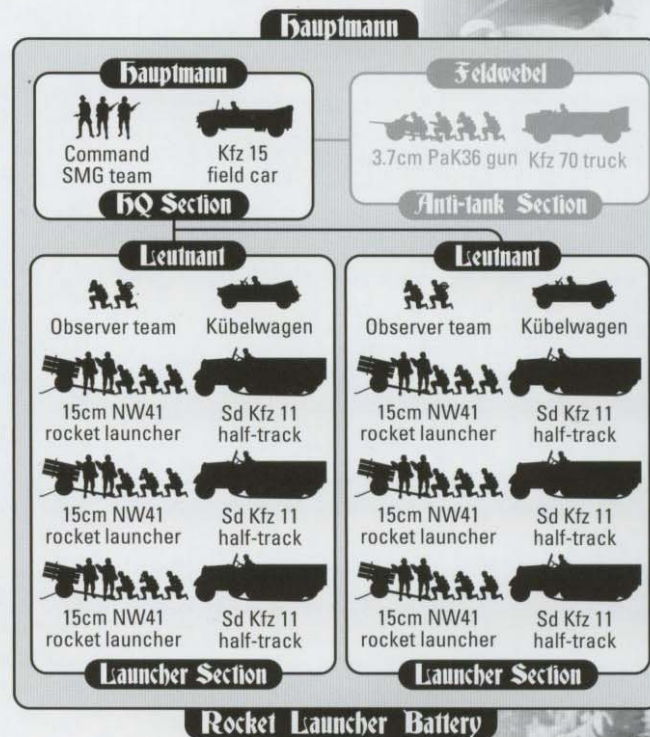 Hauptmann
Hauptmann
Command
SMG team
Kfz 15
field car
HQ Section
Feldwebel
3.7cm PaK36 gun
Kfz 70 truck
Anti-tank Section
Leutnant
Observer team
Kübelwagen
15cm NW41
rocket launcher
Sd Kfz 11
half-track
15cm NW41
rocket launcher
Sd Kfz 11
half-track
15cm NW41
rocket launcher
Sd Kfz 11
half-track
Launcher Section
Leutnant
Observer team
Kübelwagen
15cm NW41
rocket launcher
Sd Kfz 11
half-track
15cm NW41
rocket launcher
Sd Kfz 11
half-track
15cm NW41
rocket launcher
Sd Kfz 11
half-track
Launcher Section
Rocket Launcher Battery